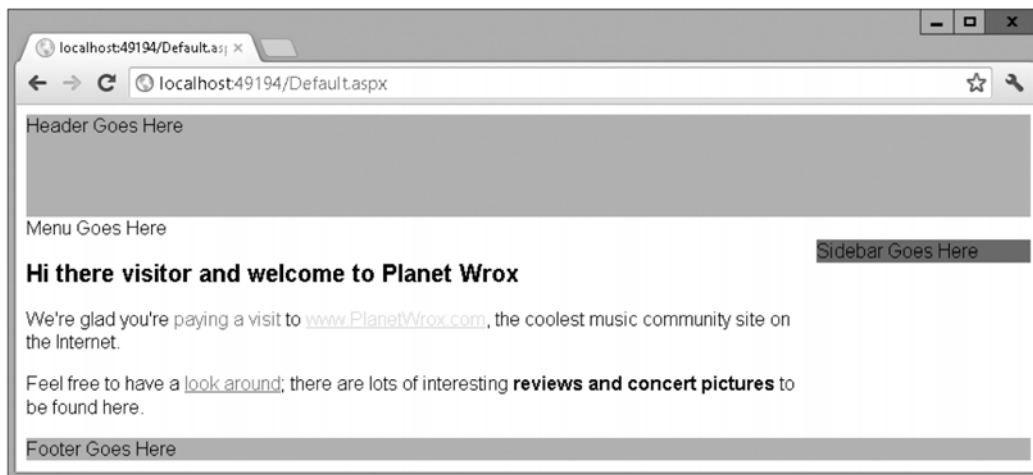 localhost:49194/Default.asp
localhost:49194/Default.aspx
Header Goes Here
Menu Goes Here
Sidebar Goes Here
Hi there visitor and welcome to Planet Wrox
We're glad you're paying a visit to www.PlanetWrox.com, the coolest music community site on
the Internet.
Feel free to have a look around; there are lots of interesting reviews and concert pictures to
be found here.
Footer Goes Here